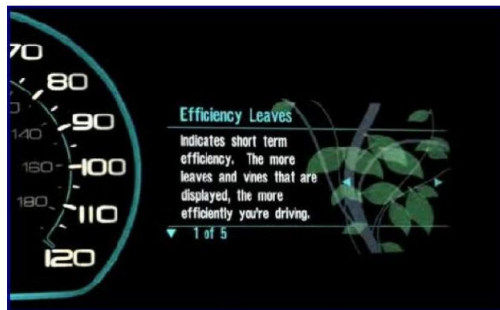 70
80
90
100
110
120
140
160
180
Efficiency Leaves
Indicates short term
efficiency. The more
leaves and vines that are
displayed, the more
efficiently you're driving.
1 of 5